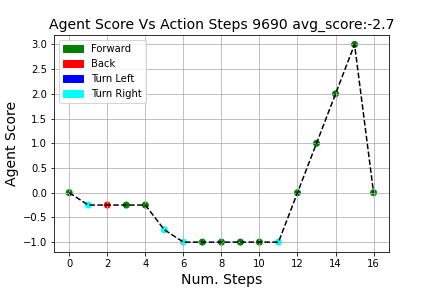 Agent Score Vs Action Steps 9690 avg_score:-2.7
3.0
2.5
2.0
1.5
1.0
0.5
0.0
−0.5
−1.0
Agent Score
Forward
Back
Turn Left
Turn Right
0 2 4 6 8 10 12 14 16
Num. Steps